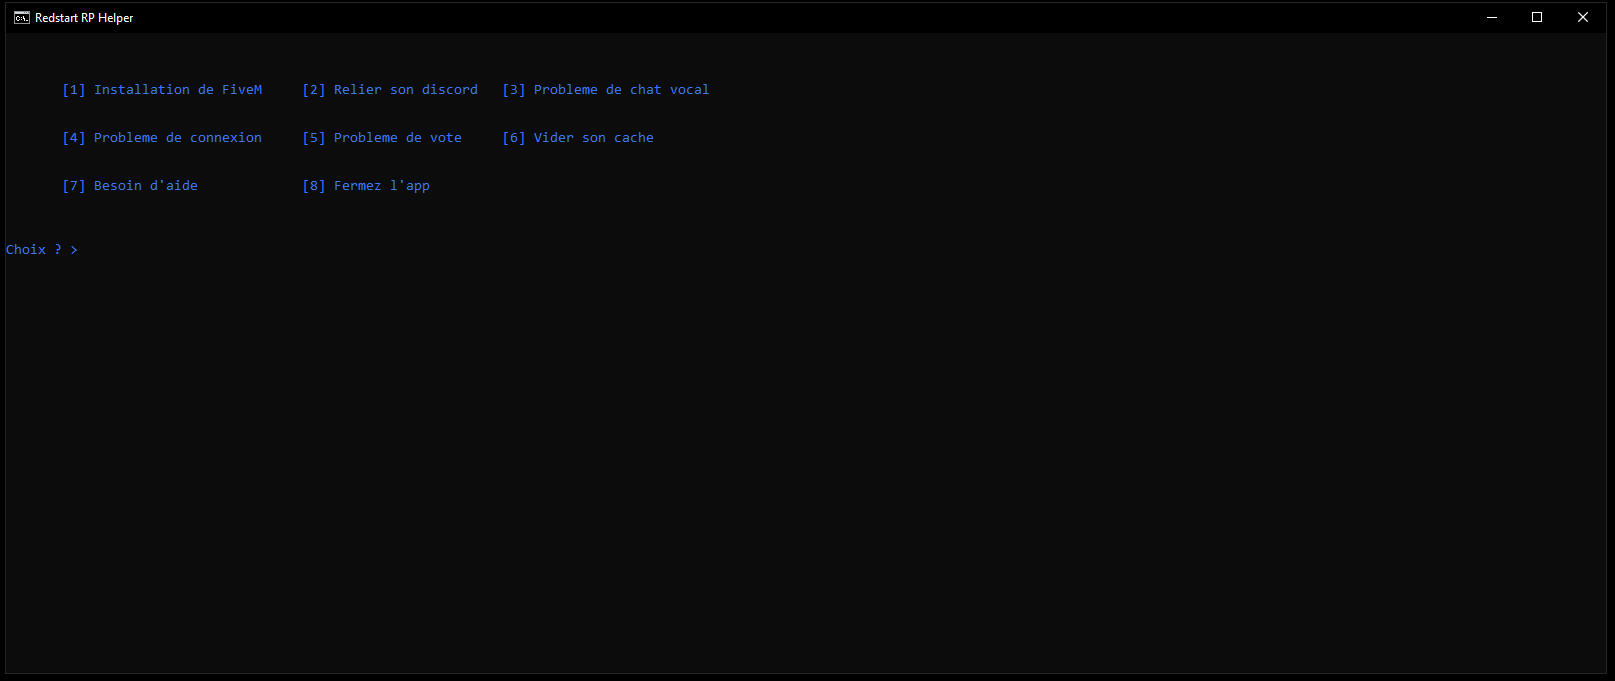 Redstart RP Helper
[1] Installation de FiveM [2] Relier son discord [3] Probleme de chat vocal
[4] Probleme de connexion [5] Probleme de vote [6] Vider son cache
[7] Besoin d'aide [8] Fermez l'app
Choix ? >